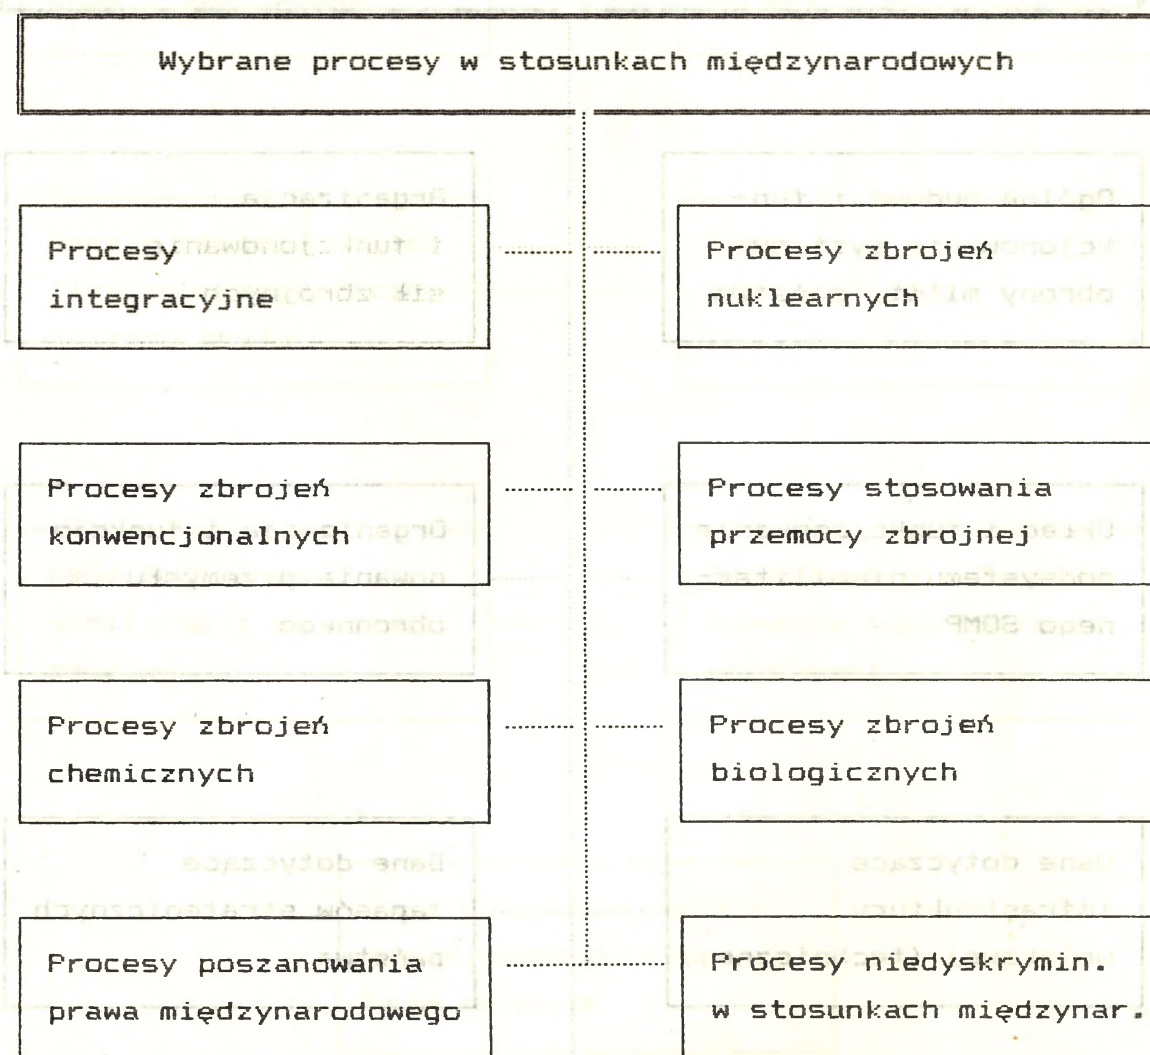 Wybrane procesy w stosunkach międzynarodowych
Procesy
integracyjne
Procesy zbrojeń
nuklearnych
Procesy zbrojeń
konwencjonalnych
Procesy stosowania
przemocy zbrojnej
Procesy zbrojeń
chemicznych
Procesy zbrojeń
biologicznych
Procesy poszanowania
prawa międzynarodowego
Procesy niedyskrymin.
w stosunkach międzynar.